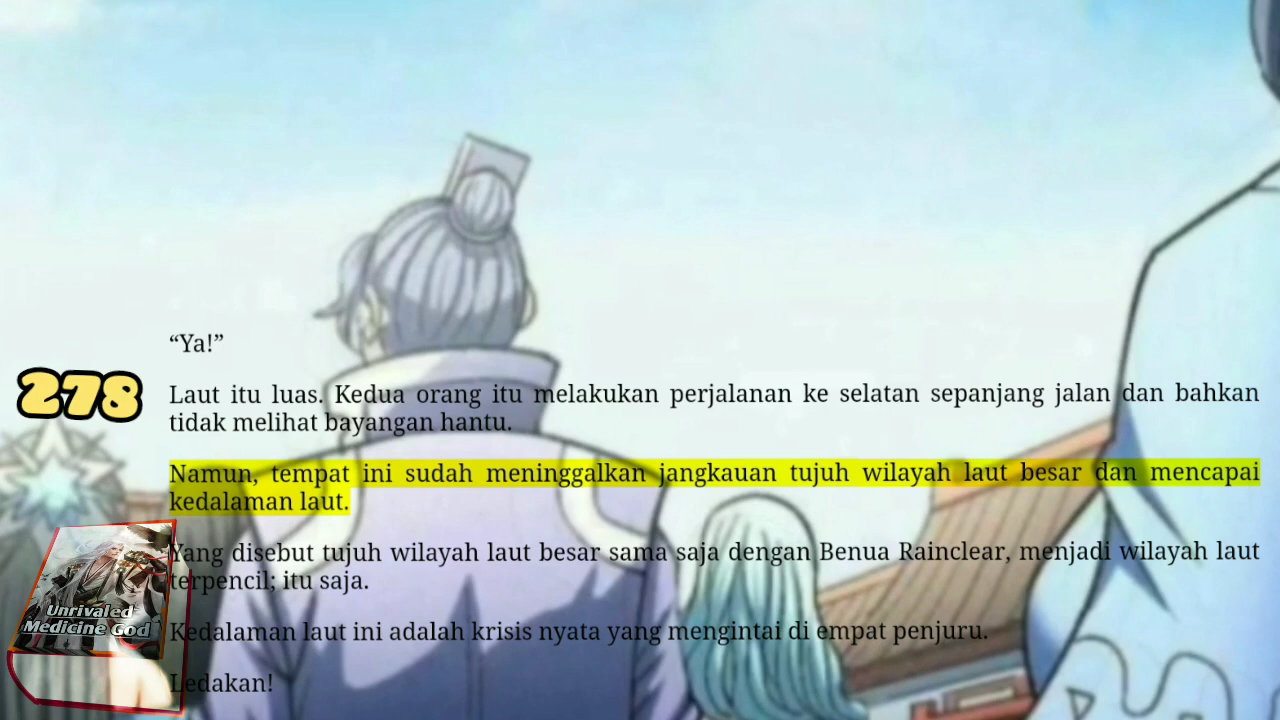 “Ya!”
278
Laut itu luas. Kedua orang itu melakukan perjalanan ke selatan sepanjang jalan dan bahkan
tidak melihat bayangan hantu.
Namun, tempat ini sudah meninggalkan jangkauan tujuh wilayah laut besar dan mencapai
kedalaman laut.
Yang disebut tujuh wilayah laut besar sama saja dengan Benua Rainclear, menjadi wilayah laut
terpencil; itu saja.
Unrivaled
Medicine God
Kedalaman laut ini adalah krisis nyata yang mengintai di empat penjuru.
Ledakan!